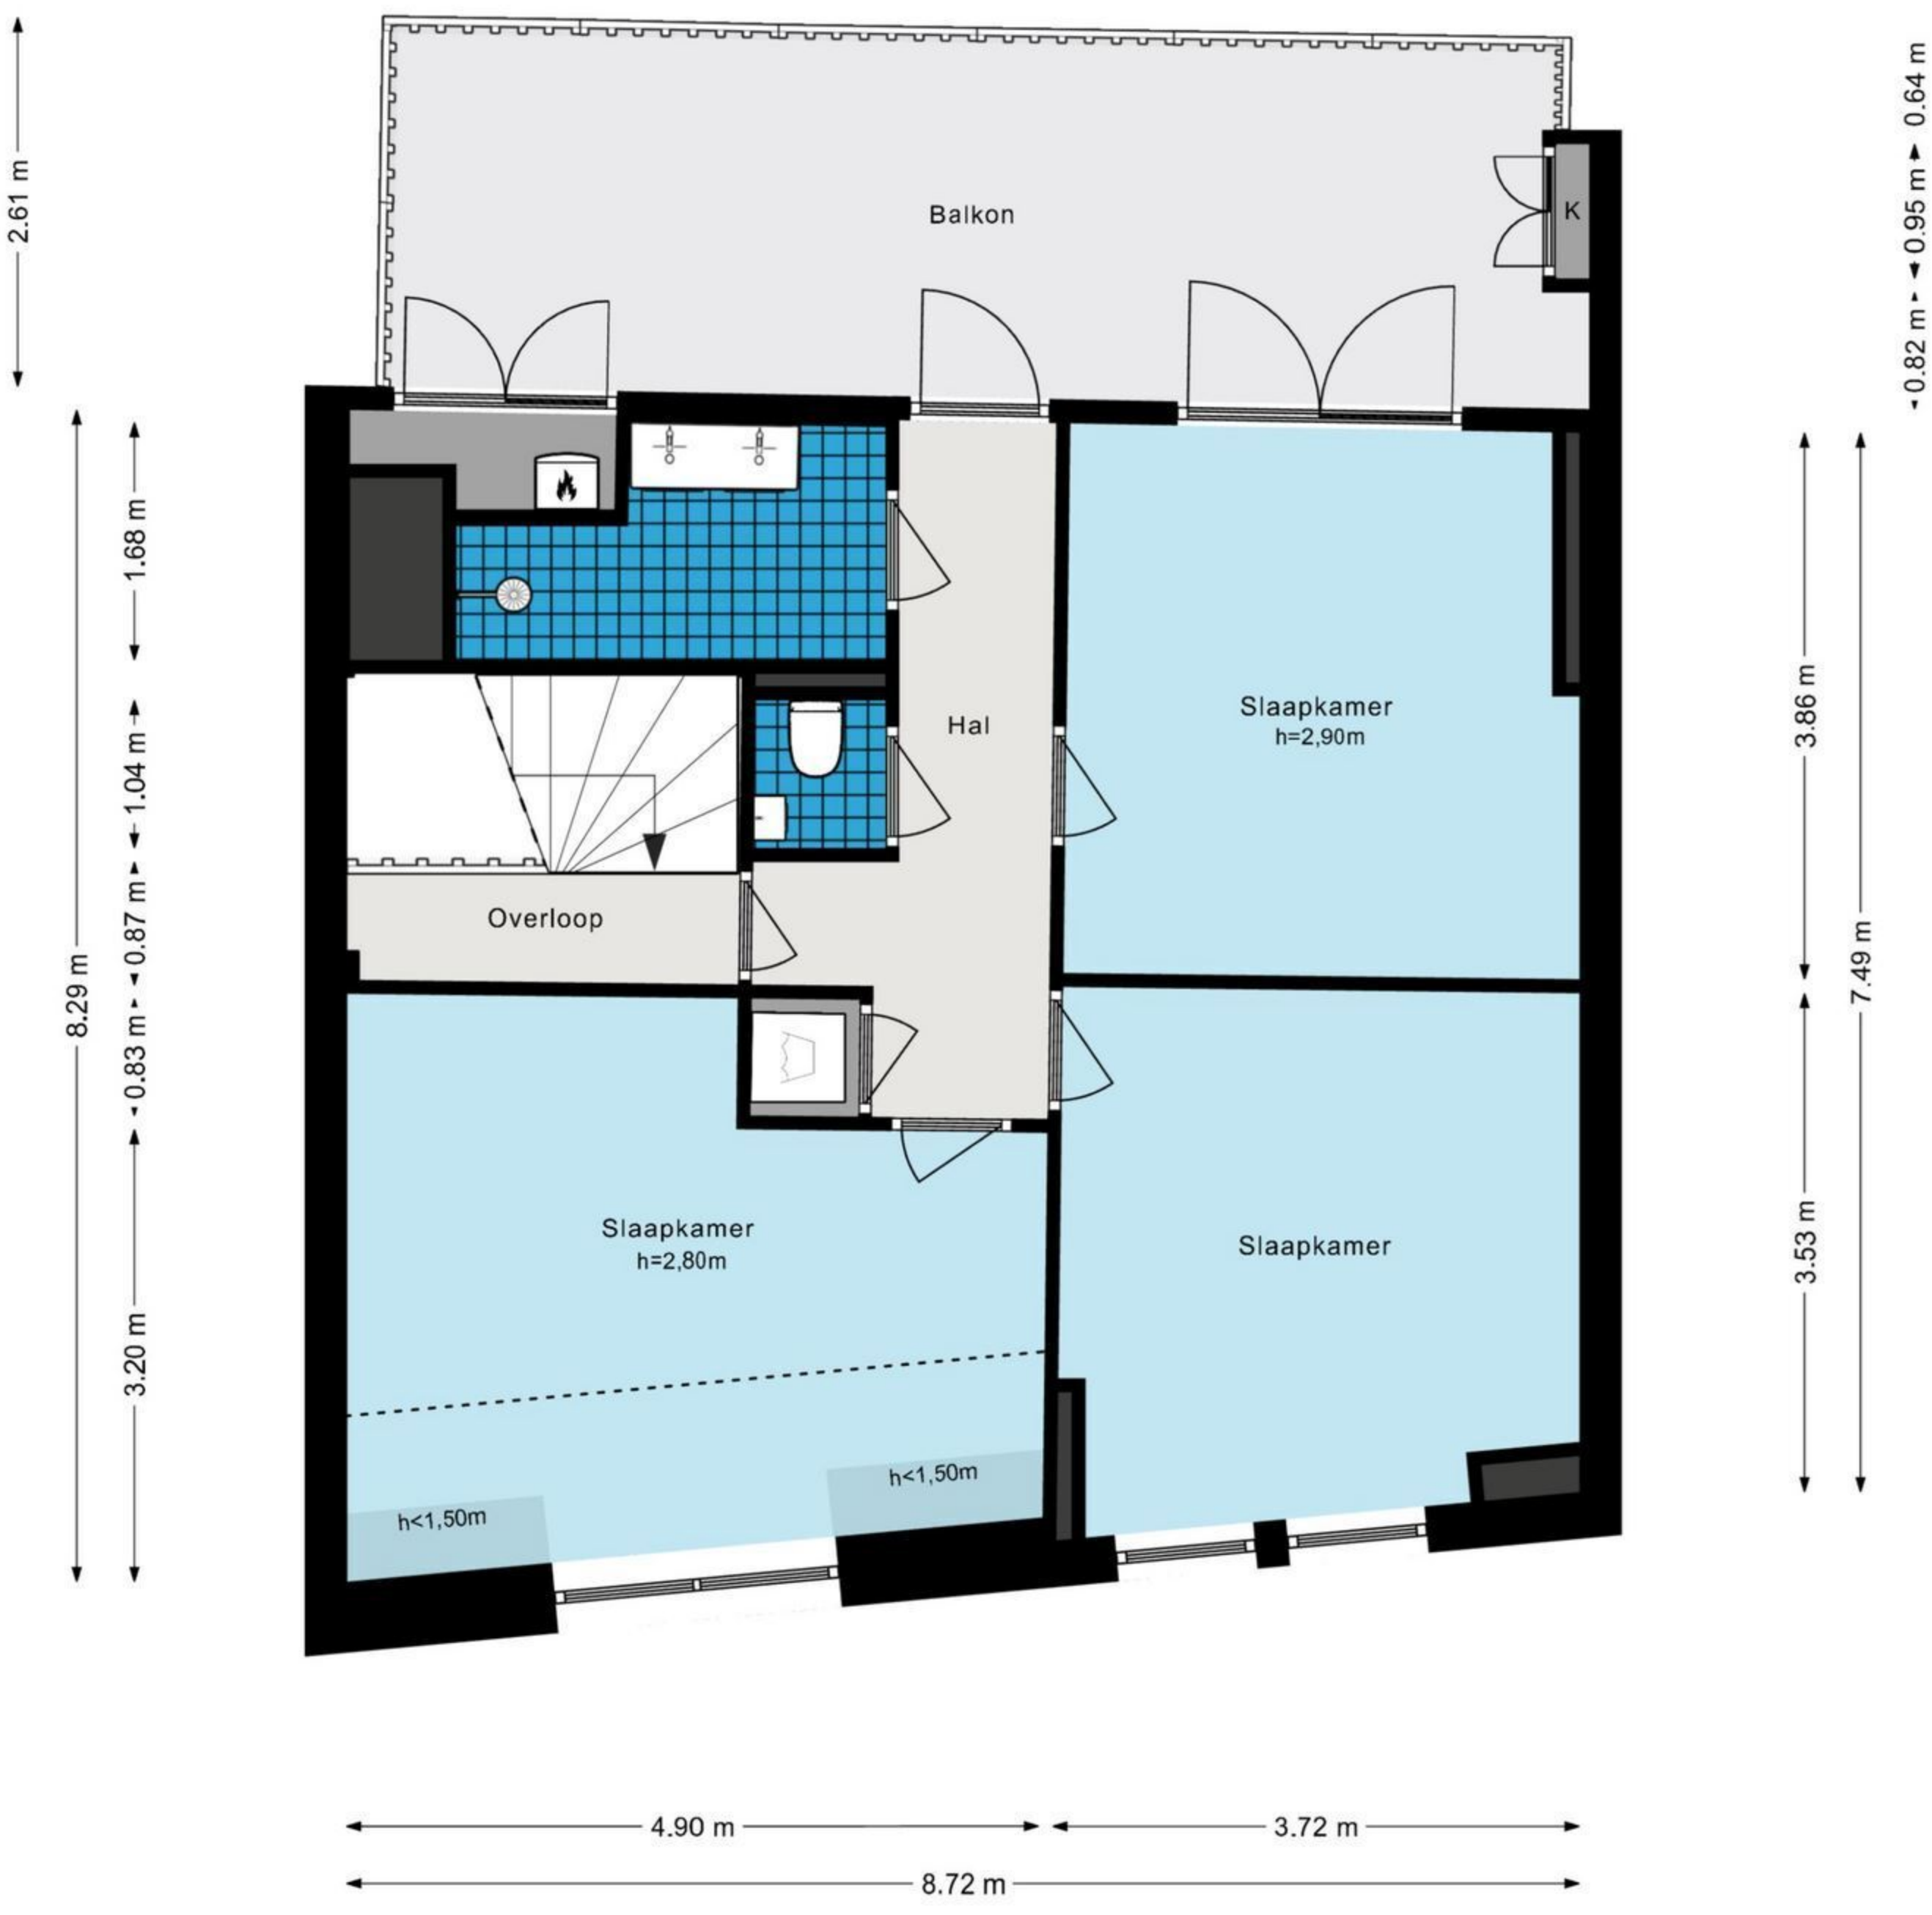 2.61 m
0.64 m
0.95 m
0.82 m
Balkon
K
8.29 m
1.68 m
1.04 m
0.87 m
0.83 m
3.20 m
Hal
Slaapkamer
h=2,90m
Overloop
3.86 m
7.49 m
3.53 m
Slaapkamer
h=2,80m
Slaapkamer
h<1,50m
h<1,50m
4.90 m
3.72 m
8.72 m